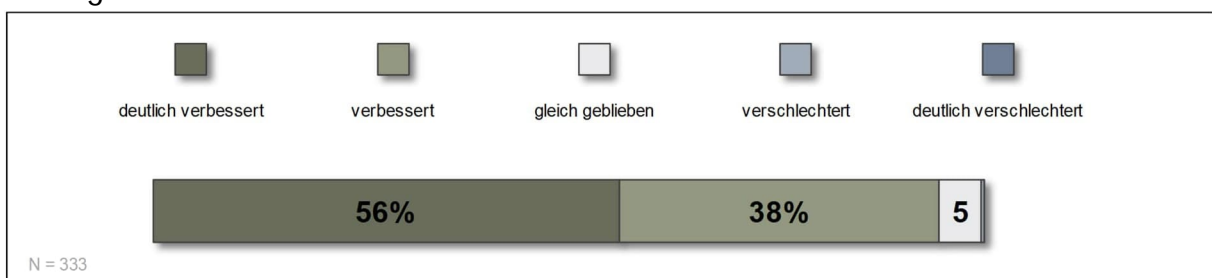 deutlich verbessert verbessert gleich geblieben verschlechtert deutlich verschlechtert
56% 38% 5
N = 333